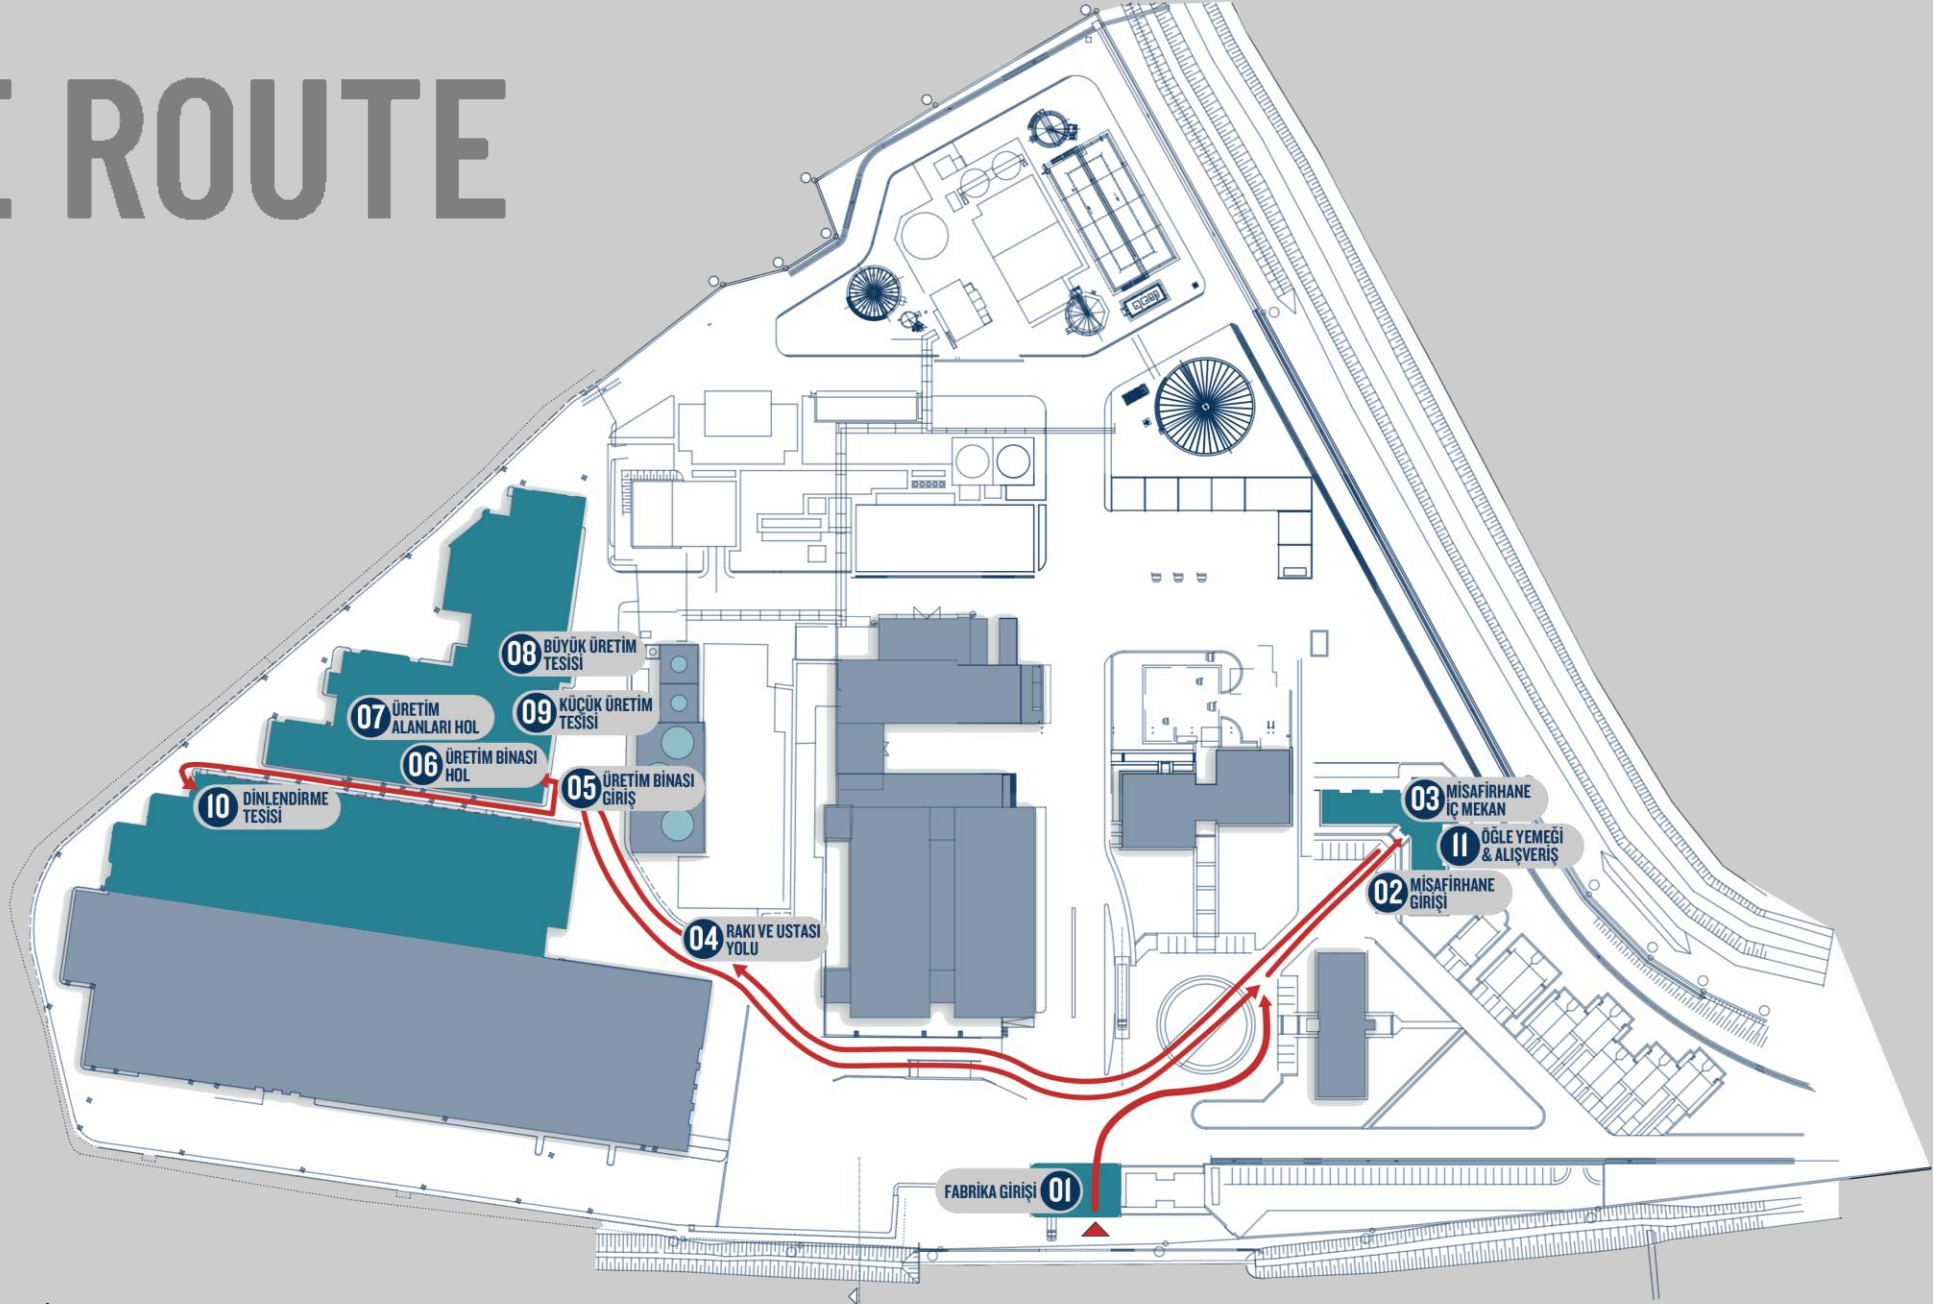 E ROUTE
08 BÜYÜK ÜRETİM
TESİSİ
07 ÜRETİM
ALANLARI HOL
09 KÜÇÜK ÜRETİM
TESİSİ
06 ÜRETİM BİNASI
HOL
05 ÜRETİM BİNASI
GİRİŞ
10 DİNLENDİRME
TESİSİ
03 MİSAFİRHANE
İÇ MEKAN
11 ÖĞLE YEMEĞİ
& ALIŞVERİŞ
02 MİSAFİRHANE
GİRİŞİ
04 RAKI VE USTASI
YOLU
FABRİKA GİRİŞİ 01